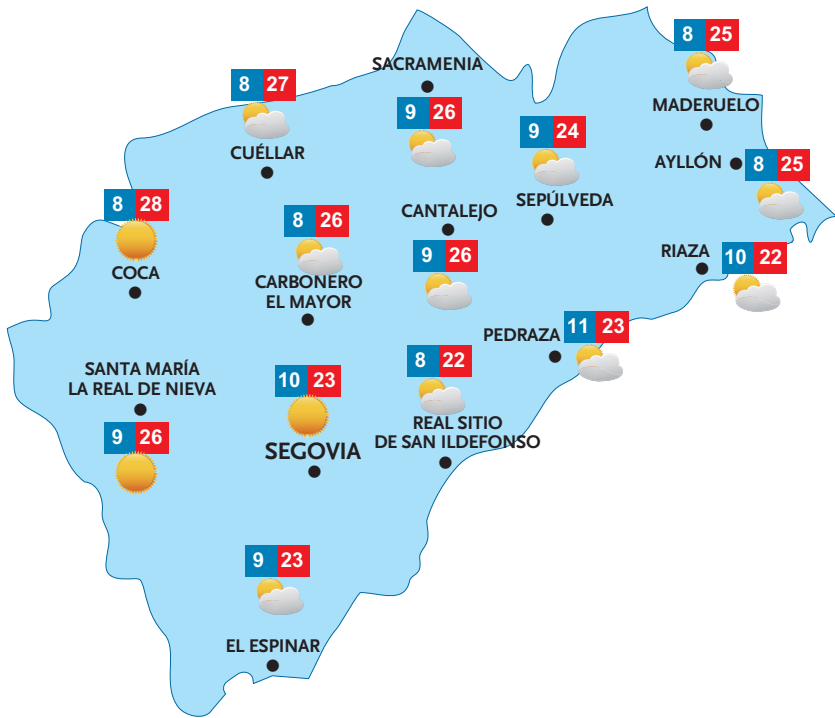 8 25
MADERUELO
SACRAMENIA
9 26
8 27
CUÉLLAR
9 24
SEPÚLVEDA
AYLLÓN
8 25
8 28
COCA
8 26
CARBONERO
EL MAYOR
CANTALEJO
9 26
RIAZA
10 22
PEDRAZA
11 23
SANTA MARÍA
LA REAL DE NIEVA
9 26
10 23
SEGOVIA
8 22
REAL SITIO
DE SAN ILDEFONSO
9 23
EL ESPINAR